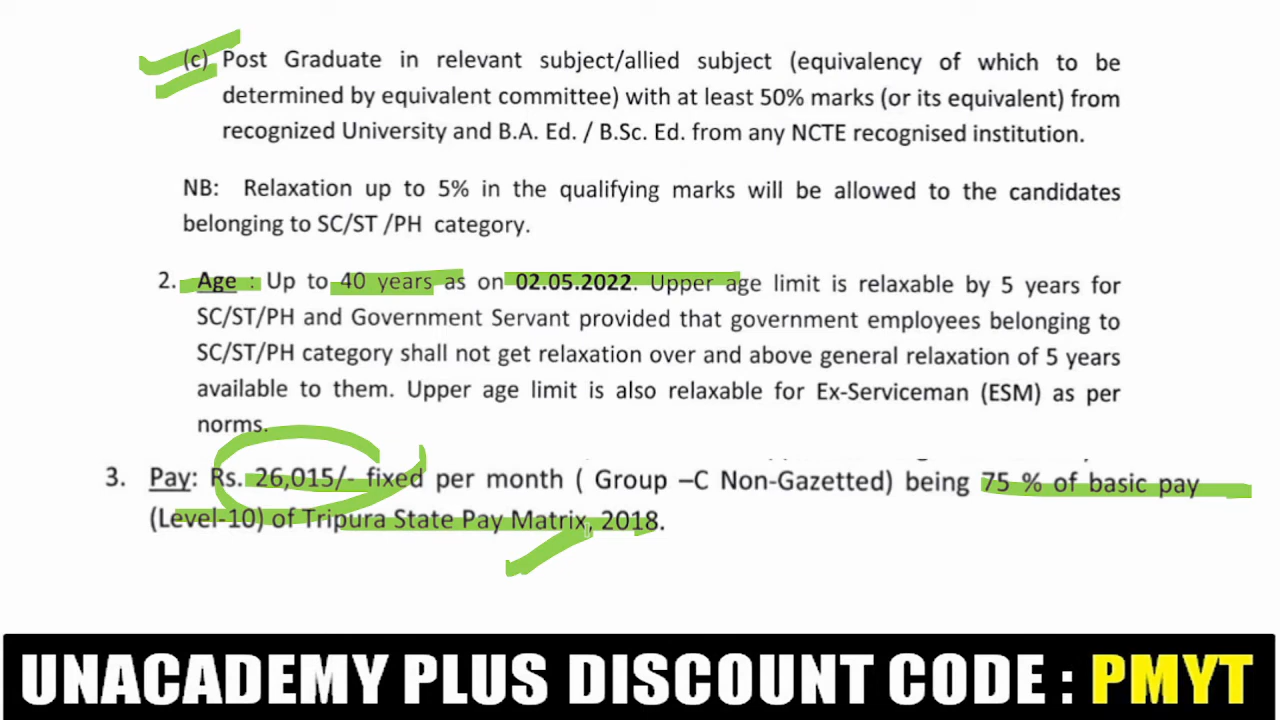 (c) Post Graduate in relevant subject/allied subject (equivalency of which to be
determined by equivalent committee) with at least 50% marks (or its equivalent) from
recognized University and B.A. Ed. / B.Sc. Ed. from any NCTE recognised institution.
NB: Relaxation up to 5% in the qualifying marks will be allowed to the candidates
belonging to SC/ST /PH category.
2. Age : Up to 40 years as on 02.05.2022. Upper age limit is relaxable by 5 years for
SC/ST/PH and Government Servant provided that government employees belonging to
SC/ST/PH category shall not get relaxation over and above general relaxation of 5 years
available to them. Upper age limit is also relaxable for Ex-Serviceman (ESM) as per
norms.
3. Pay: Rs. 26,015/- fixed per month ( Group –C Non-Gazetted) being 75 % of basic pay
(Level-10) of Tripura State Pay Matrix, 2018.
UNACADEMY PLUS DISCOUNT CODE : PMYT